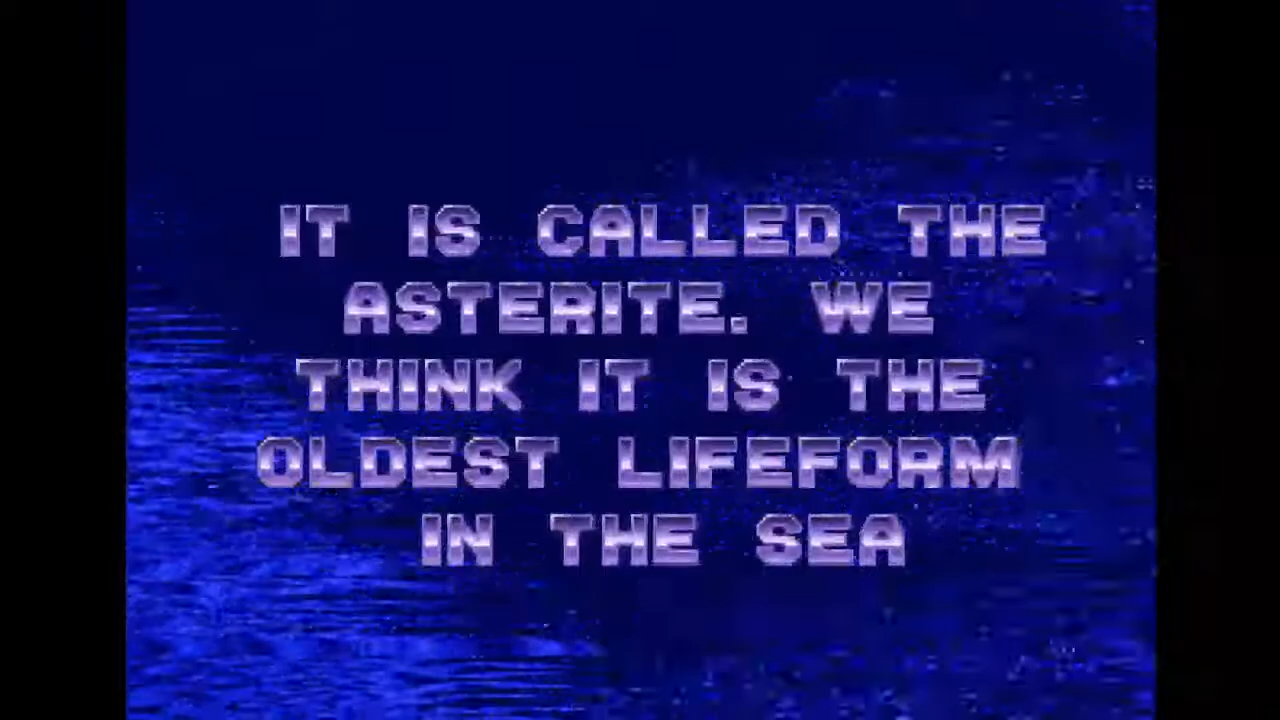 IT IS CALLED THE
ASTERITE. WE
THINK IT IS THE
OLDEST LIFEFORM
IN THE SEA